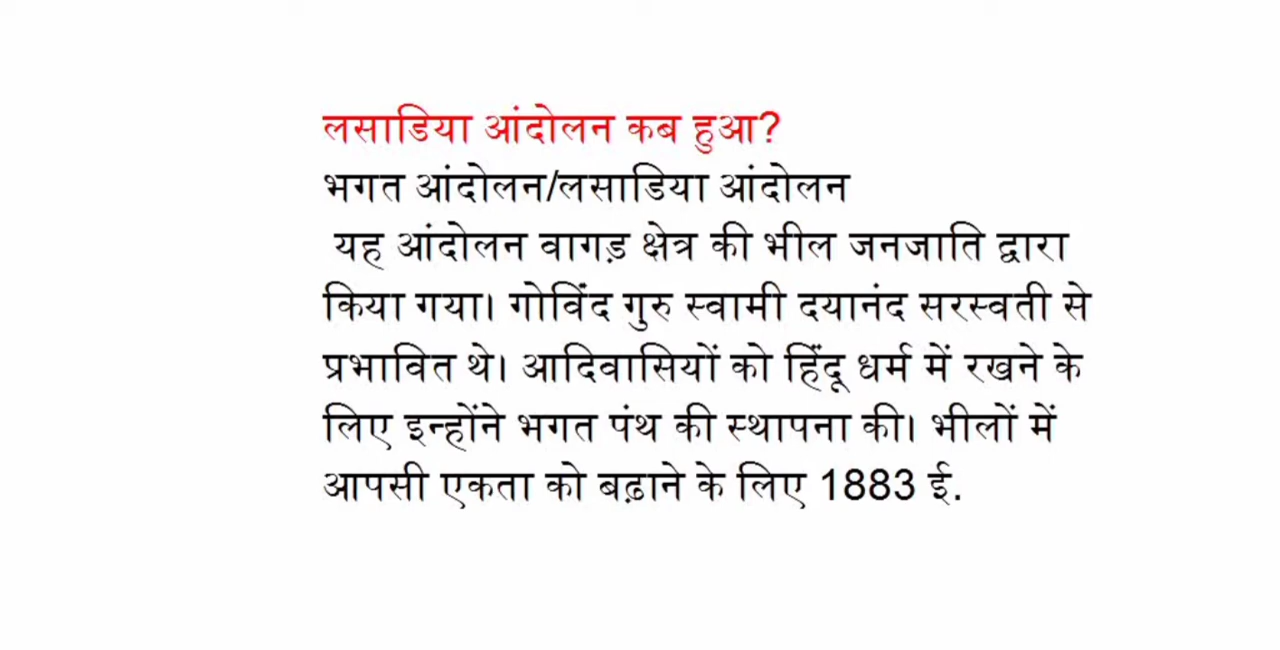 लसाडिया आंदोलन कब हुआ?
भगत आंदोलन/लसाडिया आंदोलन
यह आंदोलन वागड़ क्षेत्र की भील जनजाति द्वारा
किया गया। गोविंद गुरु स्वामी दयानंद सरस्वती से
प्रभावित थे। आदिवासियों को हिंदू धर्म में रखने के
लिए इन्होंने भगत पंथ की स्थापना की। भीलों में
आपसी एकता को बढ़ाने के लिए 1883 ई.